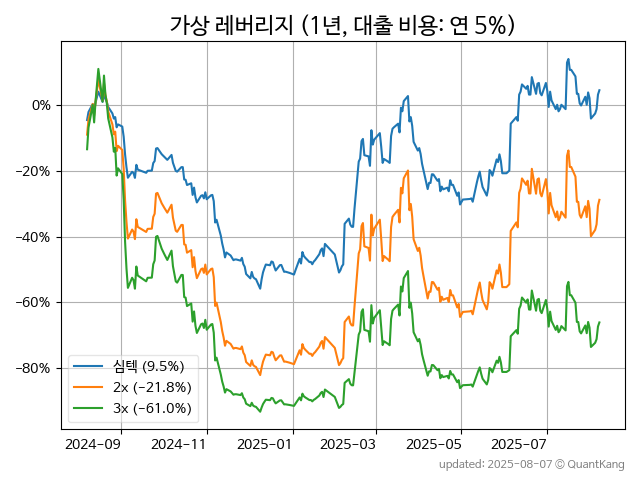 가상 레버리지 (1년, 대출 비용: 연 5%)
0%
−20%
−40%
−60%
−80%
심텍 (9.5%)
2x (−21.8%)
3x (−61.0%)
2024-09 2024-11 2025-01 2025-03 2025-05 2025-07
updated: 2025-08-07 © QuantKang